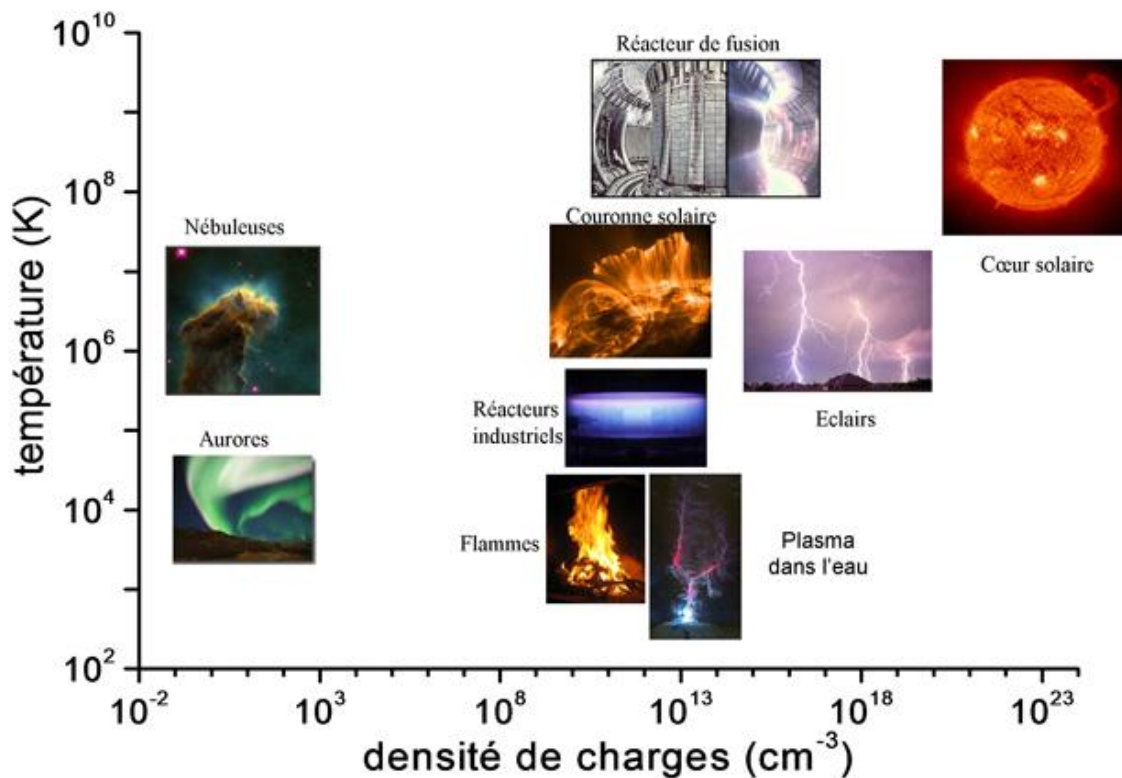 10^10
10^8
10^6
10^4
10^2
température (K)
Réacteur de fusion
Couronne solaire
Nébuleuses
Cœur solaire
Réacteurs
industriels
Eclairs
Aurores
Flammes
Plasma
dans l'eau
10^-2
10^3
10^8
10^13
10^18
10^23
densité de charges (cm^-3)